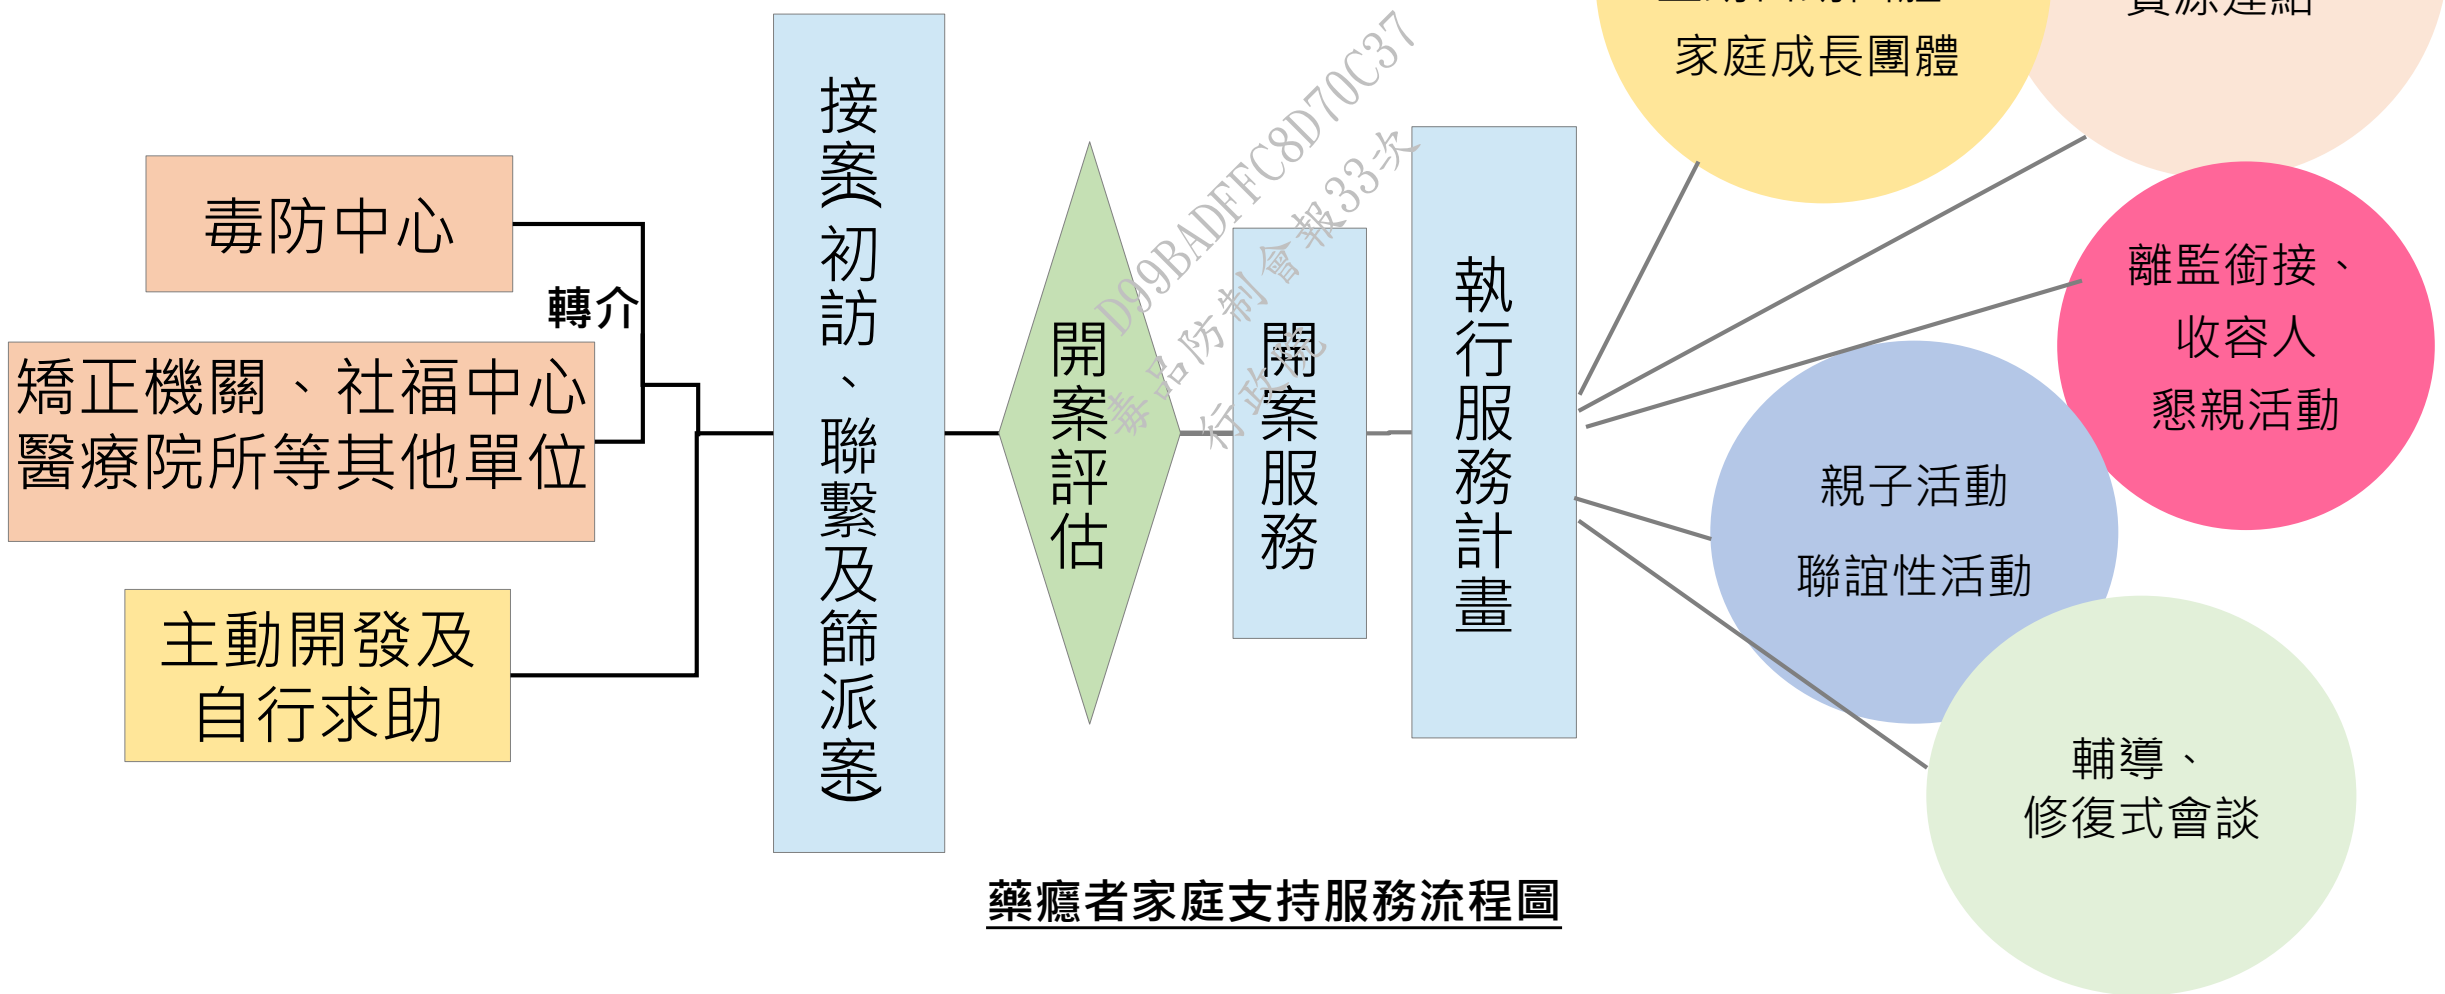 家庭成長團體
毒防中心
轉介
矯正機關、社福中心
醫療院所等其他單位
主動開發及
自行求助
接案(初訪、聯繫及篩派案)
開案評估
開案服務
執行服務計畫
離監銜接、
收容人
懇親活動
親子活動
聯誼性活動
輔導、
修復式會談
藥癮者家庭支持服務流程圖
D99BADFFC8D70C37
毒品防制會報33次
行政院